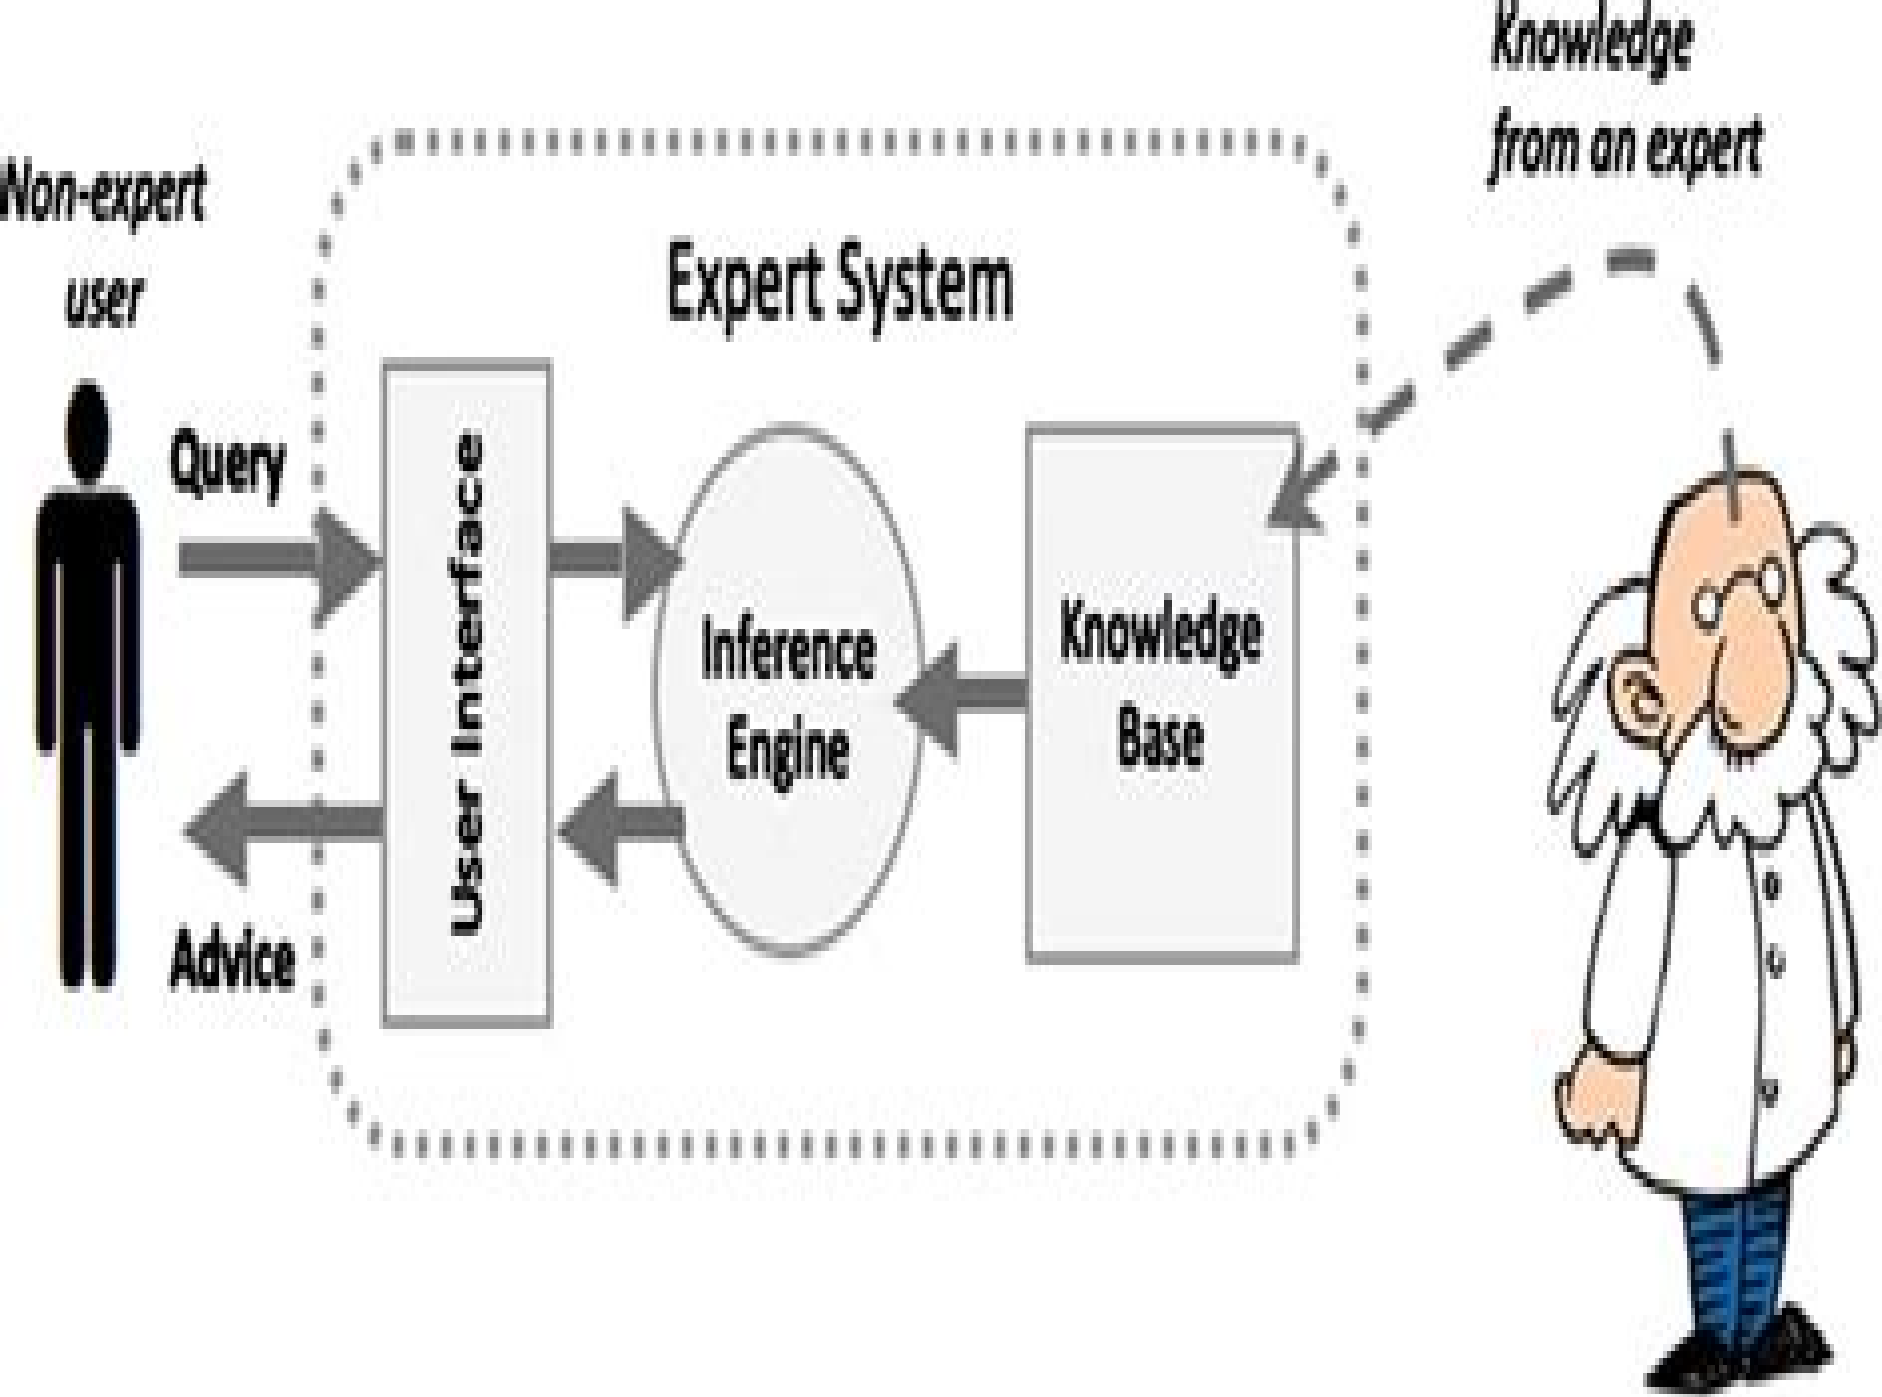 Knowledge
from an expert
Non-expert
user
Expert System
Query
User Interface
Inference
Engine
Knowledge
Base
Advice